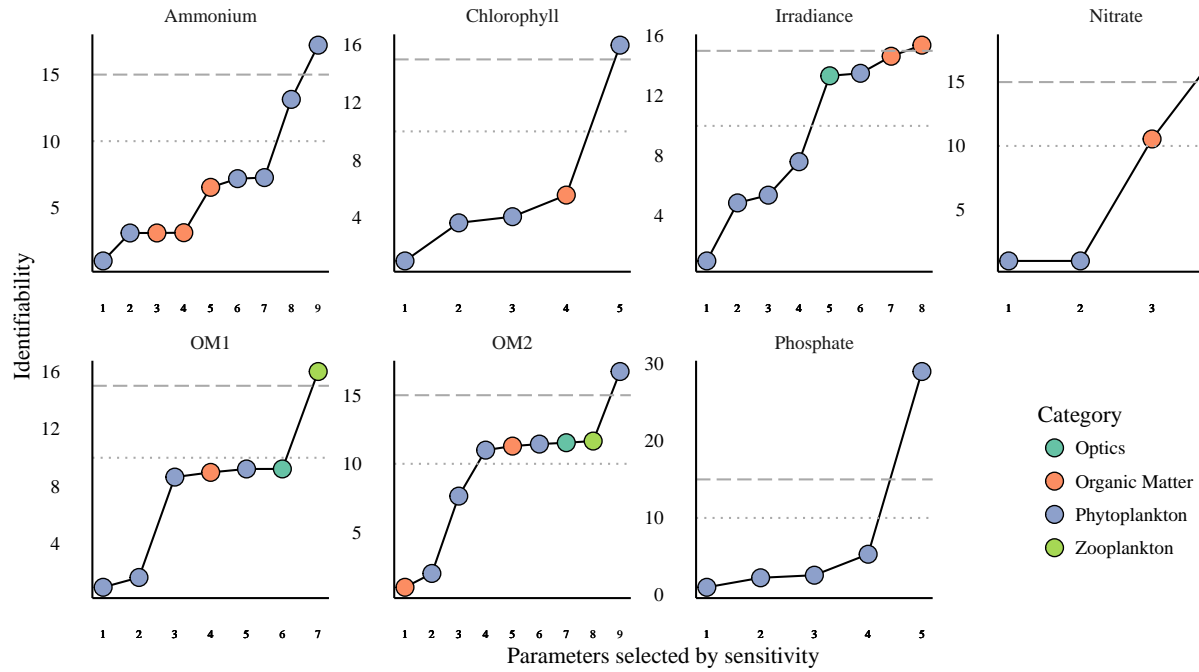 Ammonium
Chlorophyll
Irradiance
Nitrate
15
10
5
1 2 3 4 5 6 7 8 9
16
12
8
4
1 2 3 4 5
16
12
8
4
1 2 3 4 5 6 7 8
15
10
5
1 2 3
Identifiability
OM1
OM2
Phosphate
16
12
8
4
1 2 3 4 5 6 7
15
10
5
1 2 3 4 5 6 7 8 9
30
20
10
0
1 2 3 4 5
Category
Optics
Organic Matter
Phytoplankton
Zooplankton
Parameters selected by sensitivity